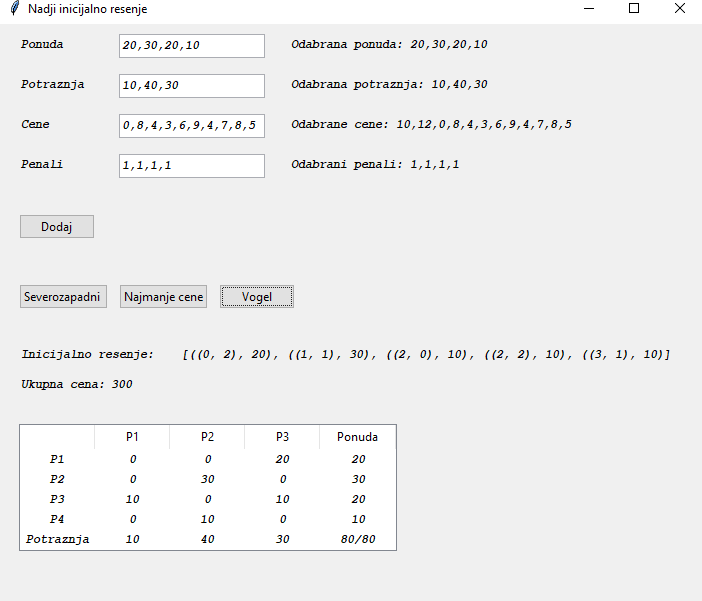 Nadji inicijalno resenje
Ponuda 20,30,20,10 Odabrana ponuda: 20,30,20,10
Potraznja 10,40,30 Odabrana potraznja: 10,40,30
Cene 0,8,4,3,6,9,4,7,8,5 Odabrane cene: 10,12,0,8,4,3,6,9,4,7,8,5
Penali 1,1,1,1 Odabrani penali: 1,1,1,1
Dodaj
Severozapadni Najmanje cene Vogel
Inicijalno resenje: [((0, 2), 20), ((1, 1), 30), ((2, 0), 10), ((2, 2), 10), ((3, 1), 10)]
Ukupna cena: 300
P1 P2 P3 Ponuda
P1 0 0 20 20
P2 0 30 0 30
P3 10 0 10 20
P4 0 10 0 10
Potraznja 10 40 30 80/80